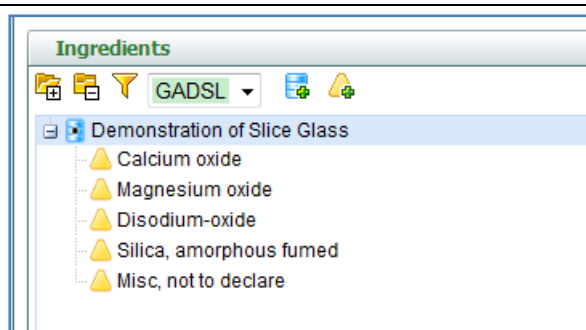 Ingredients
GADSL
Demonstration of Slice Glass
Calcium oxide
Magnesium oxide
Disodium-oxide
Silica, amorphous fumed
Misc, not to declare